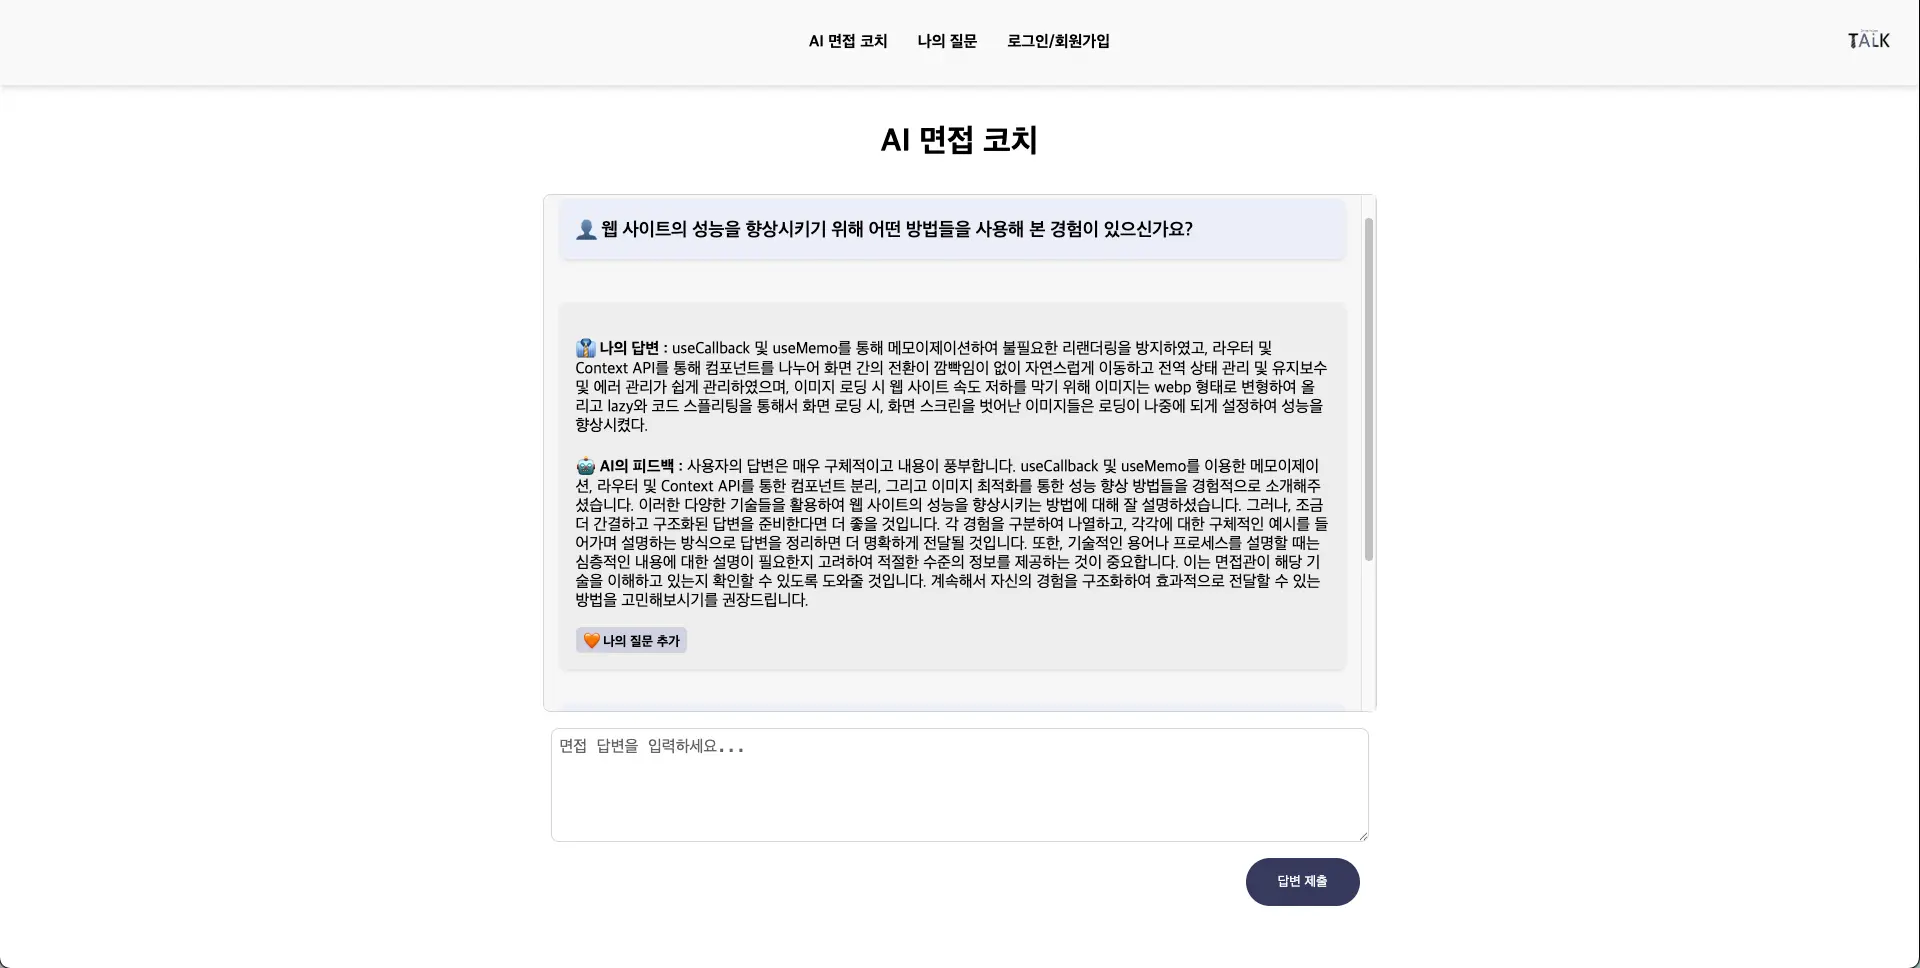 AI 면접 코치 나의 질문 로그인/회원가입
TALK
AI 면접 코치
웹 사이트의 성능을 향상시키기 위해 어떤 방법들을 사용해 본 경험이 있으신가요?
나의 답변 : useCallback 및 useMemo를 통해 메모이제이션하여 불필요한 리랜더링을 방지하였고, 라우터 및
Context API를 통해 컴포넌트를 나누어 화면 간의 전환이 깜빡임이 없이 자연스럽게 이동하고 전역 상태 관리 및 유지보수
및 에러 관리가 쉽게 관리하였으며, 이미지 로딩 시 웹 사이트 속도 저하를 막기 위해 이미지는 webp 형태로 변형하여 올
리고 lazy와 코드 스플리팅을 통해서 화면 로딩 시, 화면 스크린을 벗어난 이미지들은 로딩이 나중에 되게 설정하여 성능을
향상시켰다.
AI의 피드백 : 사용자의 답변은 매우 구체적이고 내용이 풍부합니다. useCallback 및 useMemo를 이용한 메모이제이
션, 라우터 및 Context API를 통한 컴포넌트 분리, 그리고 이미지 최적화를 통한 성능 향상 방법들을 경험적으로 소개해주
셨습니다. 이러한 다양한 기술들을 활용하여 웹 사이트의 성능을 향상시키는 방법에 대해 잘 설명하셨습니다. 그러나, 조금
더 간결하고 구조화된 답변을 준비한다면 더 좋을 것입니다. 각 경험을 구분하여 나열하고, 각각에 대한 구체적인 예시를 들
어가며 설명하는 방식으로 답변을 정리하면 더 명확하게 전달될 것입니다. 또한, 기술적인 용어나 프로세스를 설명할 때는
심층적인 내용에 대한 설명이 필요한지 고려하여 적절한 수준의 정보를 제공하는 것이 중요합니다. 이는 면접관이 해당 기
술을 이해하고 있는지 확인할 수 있도록 도와줄 것입니다. 계속해서 자신의 경험을 구조화하여 효과적으로 전달할 수 있는
방법을 고민해보시기를 권장드립니다.
나의 질문 추가
면접 답변을 입력하세요...
답변 제출